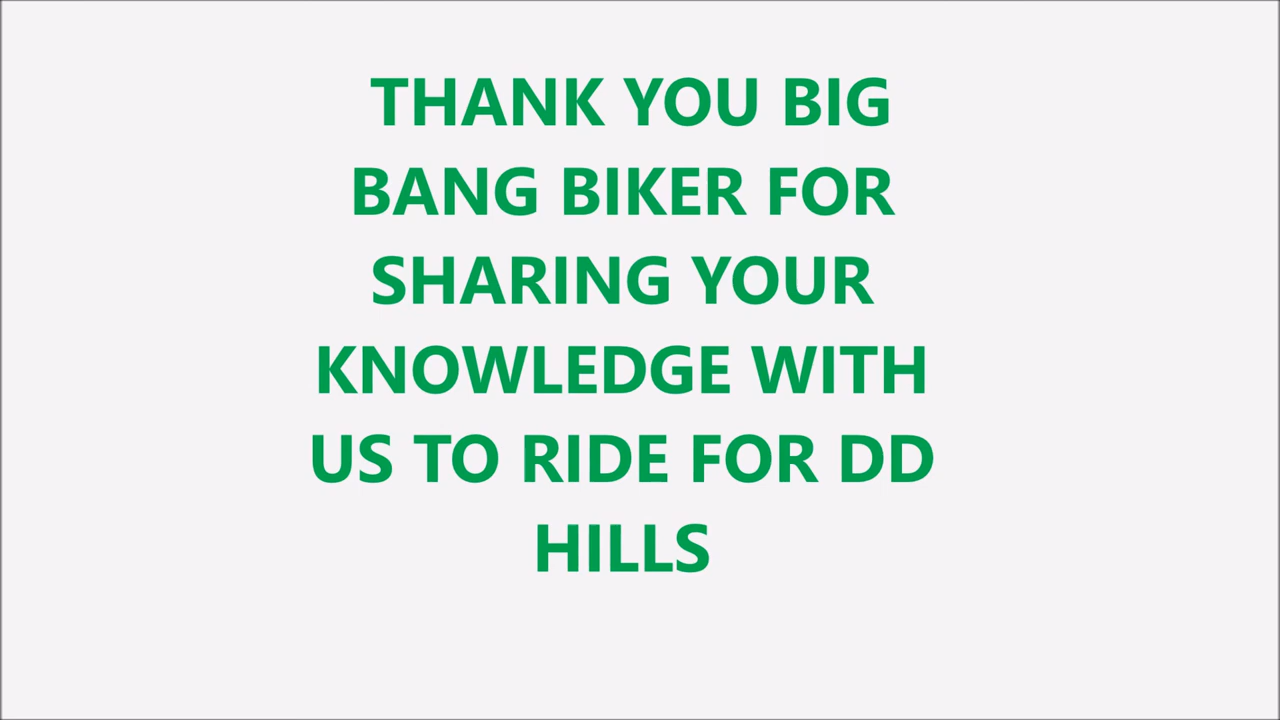 THANK YOU BIG
BANG BIKER FOR
SHARING YOUR
KNOWLEDGE WITH
US TO RIDE FOR DD
HILLS